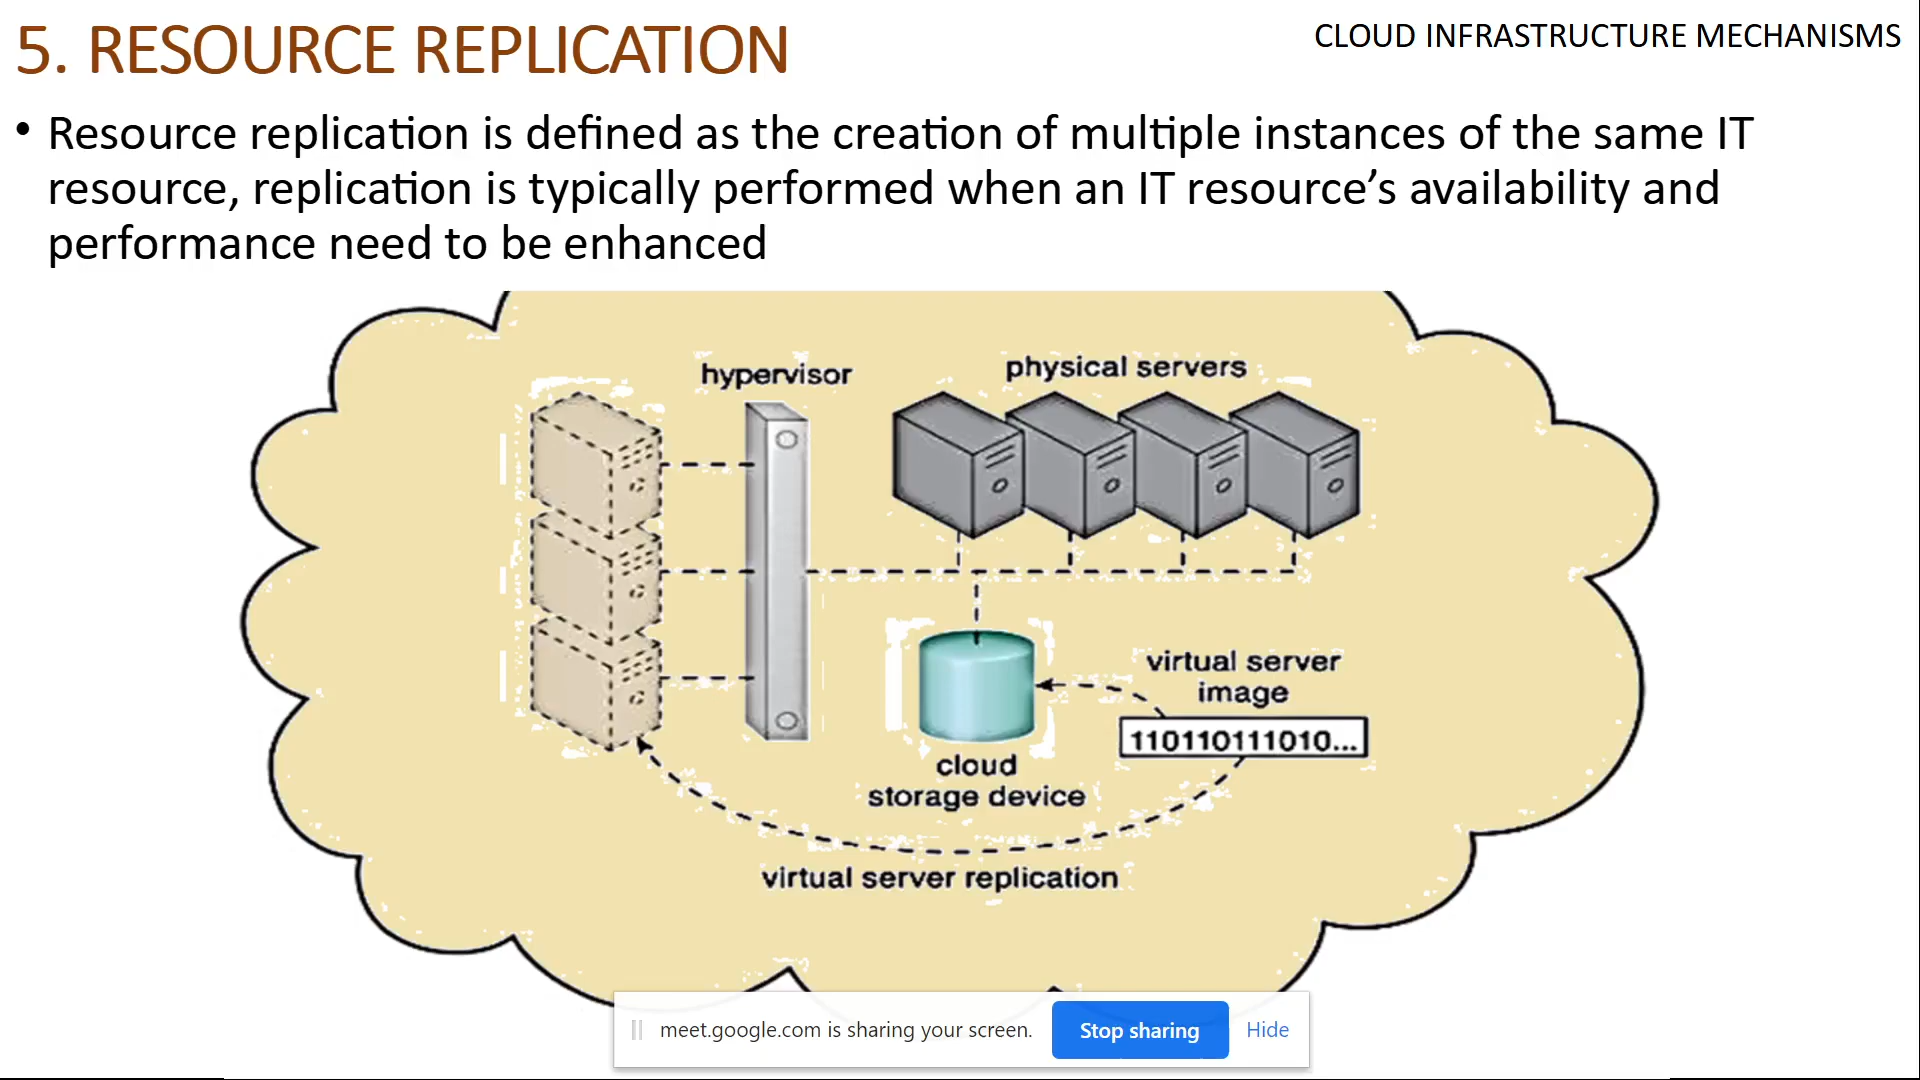 5. RESOURCE REPLICATION
CLOUD INFRASTRUCTURE MECHANISMS
• Resource replication is defined as the creation of multiple instances of the same IT
resource, replication is typically performed when an IT resource’s availability and
performance need to be enhanced
hypervisor
physical servers
virtual server
image
110110111010...
cloud
storage device
virtual server replication
meet.google.com is sharing your screen.
Stop sharing
Hide